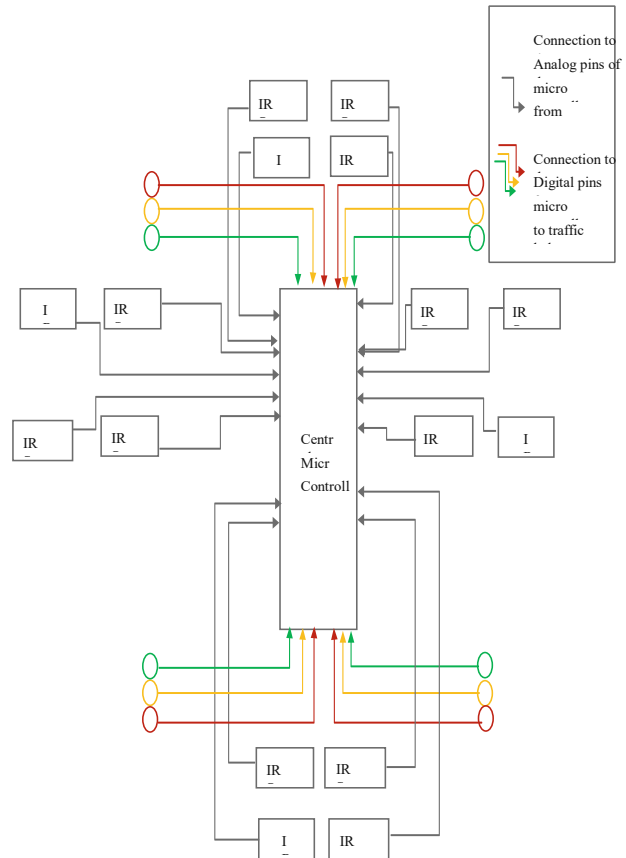 Connection to
Analog pins of
micro
from
Connection to
Digital pins
micro
to traffic
IR
IR
I
IR
I
IR
IR
IR
IR
IR
IR
I
Centr
Micr
Controll
IR
IR
I
IR